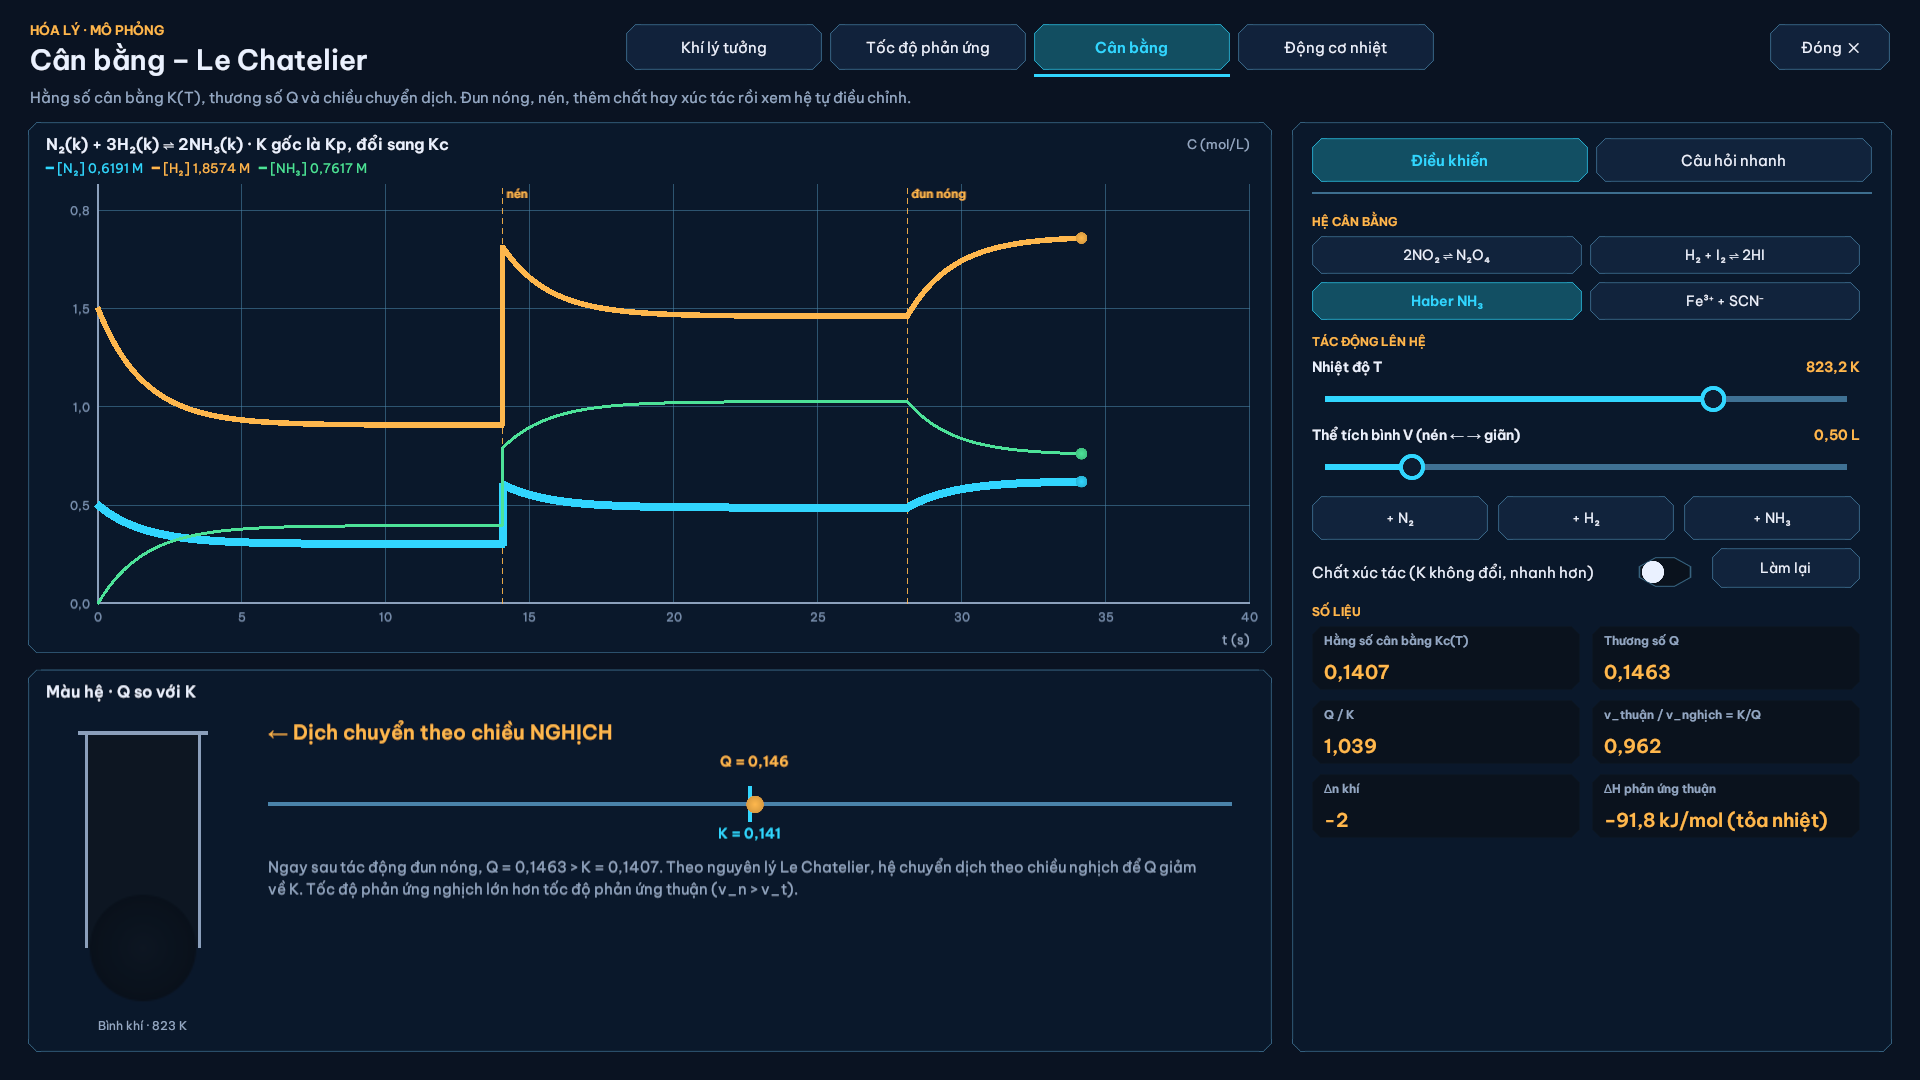 HÓA LÝ · MÔ PHỎNG
Cân bằng – Le Chatelier
Khí lý tưởng
Tốc độ phản ứng
Cân bằng
Động cơ nhiệt
Đóng ✕
Hằng số cân bằng K(T), thương số Q và chiều chuyển dịch. Đun nóng, nén, thêm chất hay xúc tác rồi xem hệ tự điều chỉnh.
N₂(k) + 3H₂(k) ⇌ 2NH₃(k) · K gốc là Kp, đổi sang Kc
C (mol/L)
[N₂] 0,6191 M [H₂] 1,8574 M [NH₃] 0,7617 M
nén
đun nóng
0,8
1,5
1,0
0,5
0,0
0 5 10 15 20 25 30 35 40
t (s)
Màu hệ · Q so với K
← Dịch chuyển theo chiều NGHỊCH
Q = 0,146
K = 0,141
Ngay sau tác động đun nóng, Q = 0,1463 > K = 0,1407. Theo nguyên lý Le Chatelier, hệ chuyển dịch theo chiều nghịch để Q giảm
về K. Tốc độ phản ứng nghịch lớn hơn tốc độ phản ứng thuận (v_n > v_t).
Bình khí · 823 K
Điều khiển
Câu hỏi nhanh
HỆ CÂN BẰNG
2NO₂ ⇌ N₂O₄
H₂ + I₂ ⇌ 2HI
Haber NH₃
Fe³⁺ + SCN⁻
TÁC ĐỘNG LÊN HỆ
Nhiệt độ T
823,2 K
Thể tích bình V (nén ←→ giãn)
0,50 L
+ N₂
+ H₂
+ NH₃
Chất xúc tác (K không đổi, nhanh hơn)
Làm lại
SỐ LIỆU
Hằng số cân bằng Kc(T)
0,1407
Thương số Q
0,1463
Q / K
1,039
v_thuận / v_nghịch = K/Q
0,962
Δn khí
−2
ΔH phản ứng thuận
−91,8 kJ/mol (tỏa nhiệt)